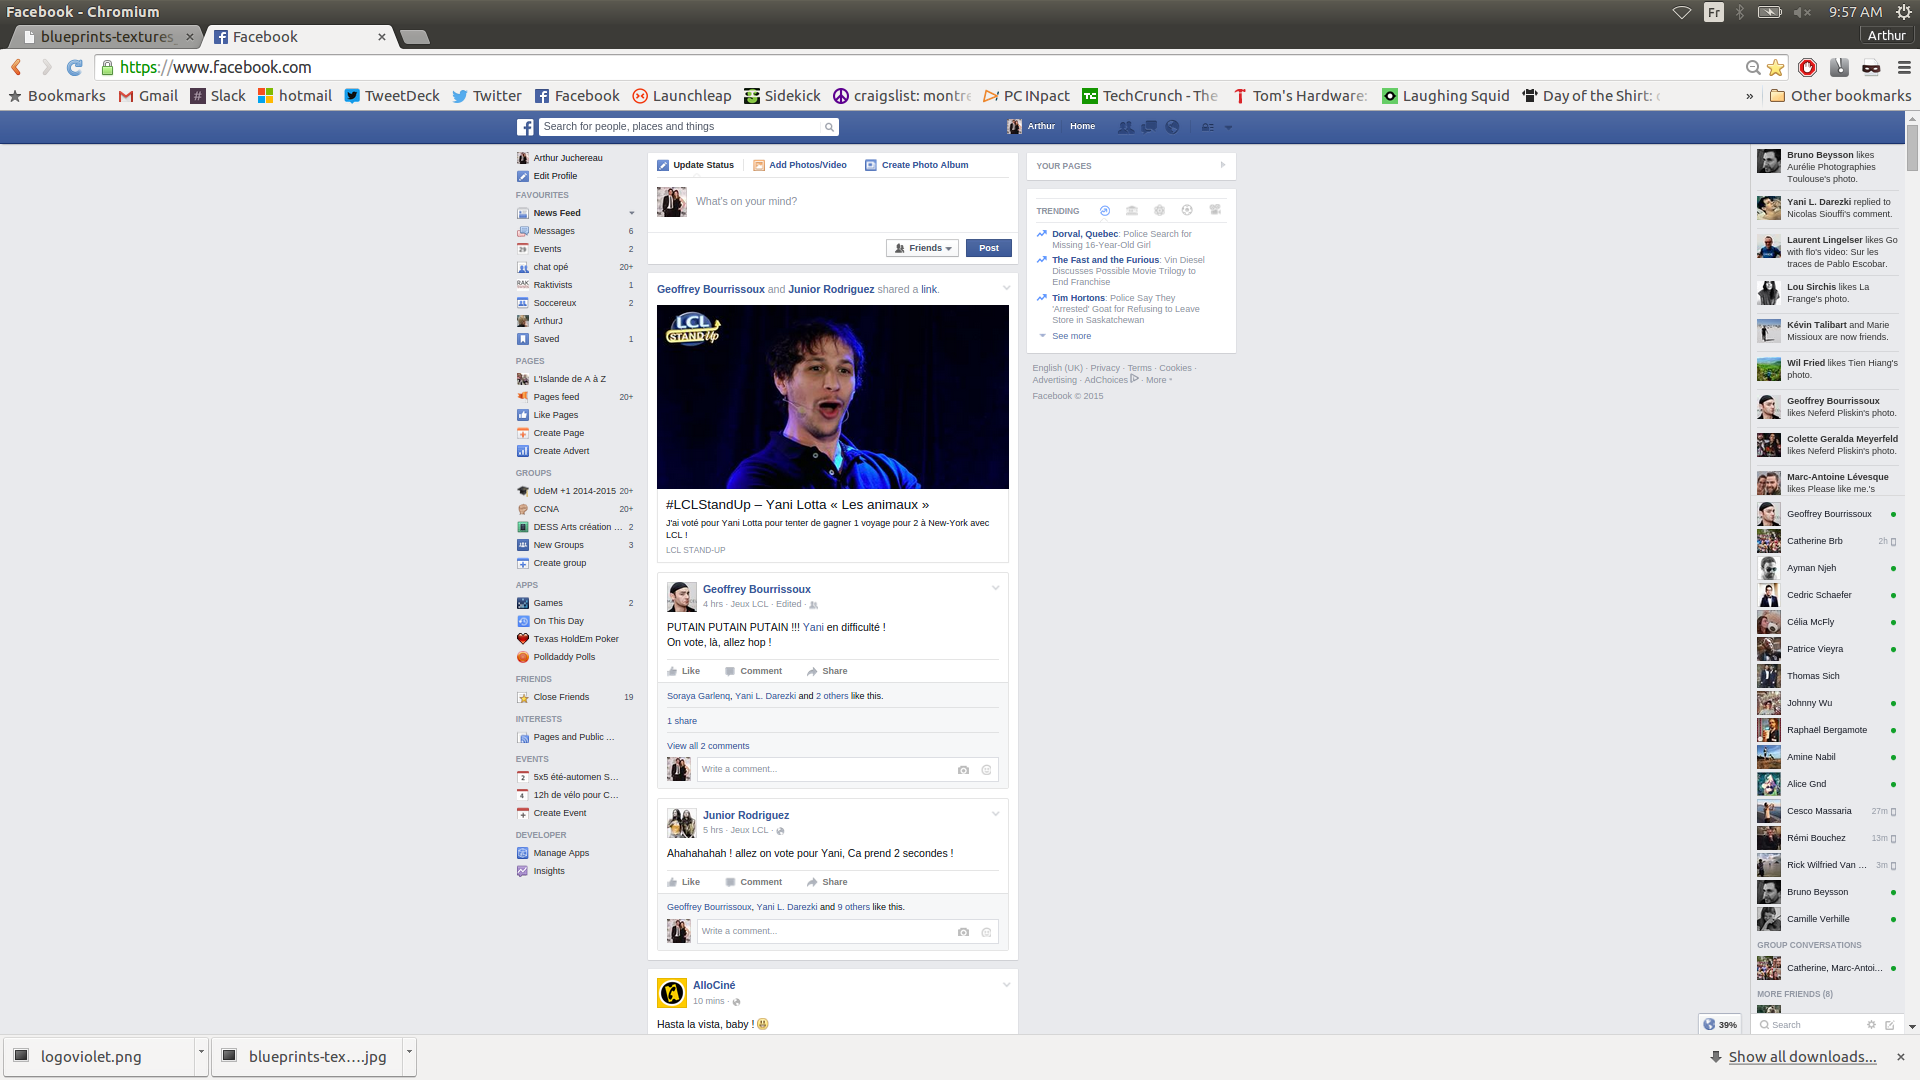 Facebook - Chromium
Fr
9:57 AM
blueprints-textures
Facebook
Arthur
https://www.facebook.com
Bookmarks
Gmail
Slack
hotmail
TweetDeck
Twitter
Facebook
Launchleap
Sidekick
craigslist: montre
PC INpact
TechCrunch - The
Tom's Hardware:
Laughing Squid
Day of the Shirt:
»
Other bookmarks
Search for people, places and things
Arthur
Home
Arthur Juchereau
Edit Profile
FAVOURITES
News Feed
Messages 6
Events 2
chat opé 20+
Raktivists 1
Soccereux 2
ArthurJ
Saved 1
PAGES
L'Islande de A à Z
Pages feed 20+
Like Pages
Create Page
Create Advert
GROUPS
UdeM +1 2014-2015 20+
CCNA 20+
DESS Arts création ... 2
New Groups 3
Create group
APPS
Games 2
On This Day
Texas HoldEm Poker
Polldaddy Polls
FRIENDS
Close Friends 19
INTERESTS
Pages and Public ...
EVENTS
5x5 été-automen S...
12h de vélo pour C...
Create Event
DEVELOPER
Manage Apps
Insights
Update Status
Add Photos/Video
Create Photo Album
What's on your mind?
Friends
Post
Geoffrey Bourrissoux and Junior Rodriguez shared a link.
LCL
STAND Up
#LCLStandUp – Yani Lotta « Les animaux »
J'ai voté pour Yani Lotta pour tenter de gagner 1 voyage pour 2 à New-York avec
LCL !
LCL STAND-UP
Geoffrey Bourrissoux
4 hrs · Jeux LCL · Edited ·
PUTAIN PUTAIN PUTAIN !!! Yani en difficulté !
On vote, là, allez hop !
Like Comment Share
Soraya Garlenq, Yani L. Darezki and 2 others like this.
1 share
View all 2 comments
Write a comment...
Junior Rodriguez
5 hrs · Jeux LCL ·
Ahahahahah ! allez on vote pour Yani, Ca prend 2 secondes !
Like Comment Share
Geoffrey Bourrissoux, Yani L. Darezki and 9 others like this.
Write a comment...
AlloCiné
10 mins ·
Hasta la vista, baby !
YOUR PAGES
TRENDING
Dorval, Quebec: Police Search for
Missing 16-Year-Old Girl
The Fast and the Furious: Vin Diesel
Discusses Possible Movie Trilogy to
End Franchise
Tim Hortons: Police Say They
'Arrested' Goat for Refusing to Leave
Store in Saskatchewan
See more
English (UK) · Privacy · Terms · Cookies ·
Advertising · AdChoices · More
Facebook © 2015
Bruno Beysson likes
Aurélie Photographies
Toulouse's photo.
Yani L. Darezki replied to
Nicolas Siouffi's comment.
Laurent Lingelser likes Go
with flo's video: Sur les
traces de Pablo Escobar.
Lou Sirchis likes La
Frange's photo.
Kévin Talibart and Marie
Missioux are now friends.
Wil Fried likes Tien Hiang's
photo.
Geoffrey Bourrissoux
likes Neferd Pliskin's photo.
Colette Geralda Meyerfeld
likes Neferd Pliskin's photo.
Marc-Antoine Lévesque
likes Please like me.'s
Geoffrey Bourrissoux
Catherine Brb 2h
Ayman Njeh
Cedric Schaefer
Célia McFly
Patrice Vieyra
Thomas Sich
Johnny Wu
Raphaël Bergamote
Amine Nabil
Alice Gnd
Cesco Massaria 27m
Rémi Bouchez 13m
Rick Wilfried Van ... 3m
Bruno Beysson
Camille Verhille
GROUP CONVERSATIONS
Catherine, Marc-Antoi...
MORE FRIENDS (8)
Search
39%
logoviolet.png
blueprints-tex....jpg
Show all downloads...